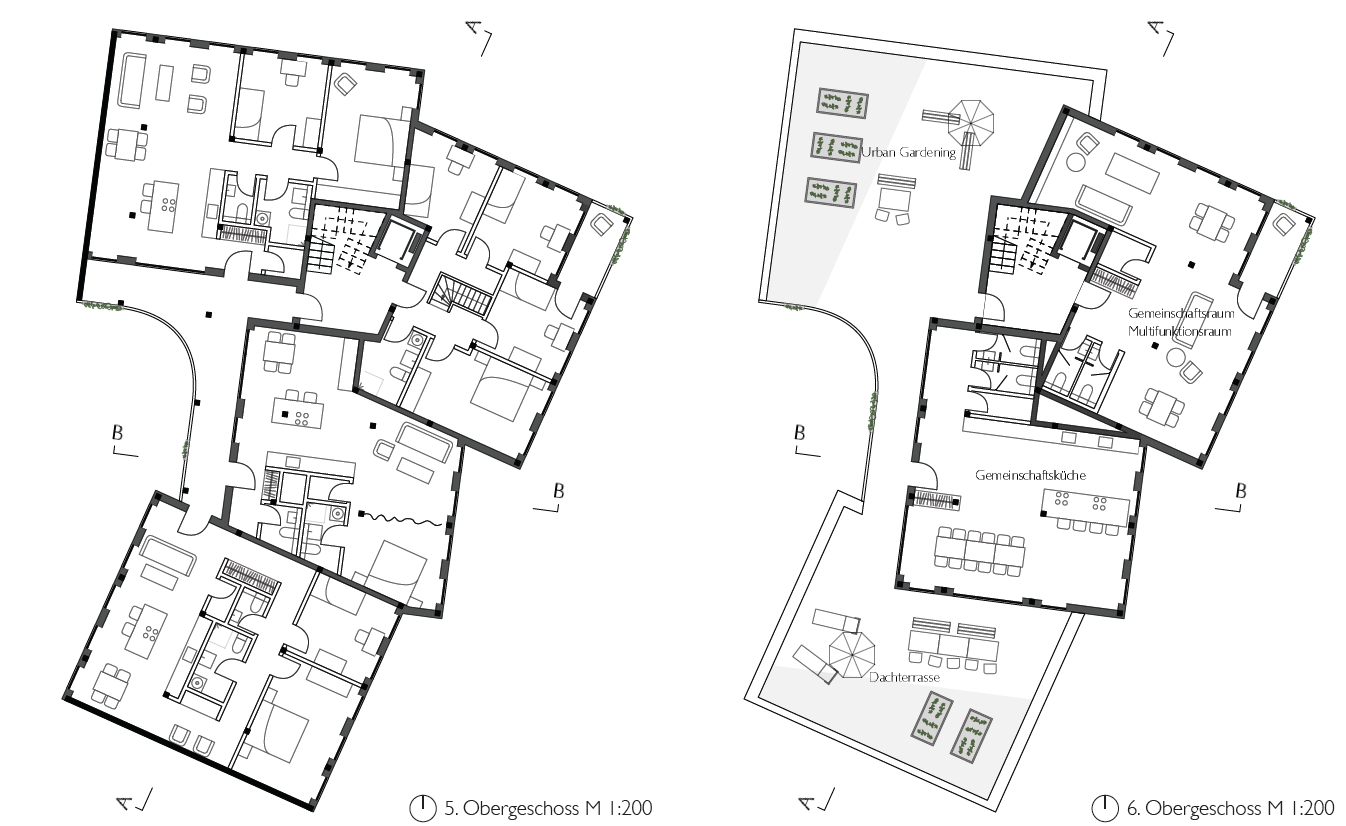 A
A
Urban Gardening
Gemeinschaftsraum
Multifunktionsraum
B
B
Gemeinschaftsküche
B
B
Dachterrasse
A
5. Obergeschoss M 1:200
A
6. Obergeschoss M 1:200